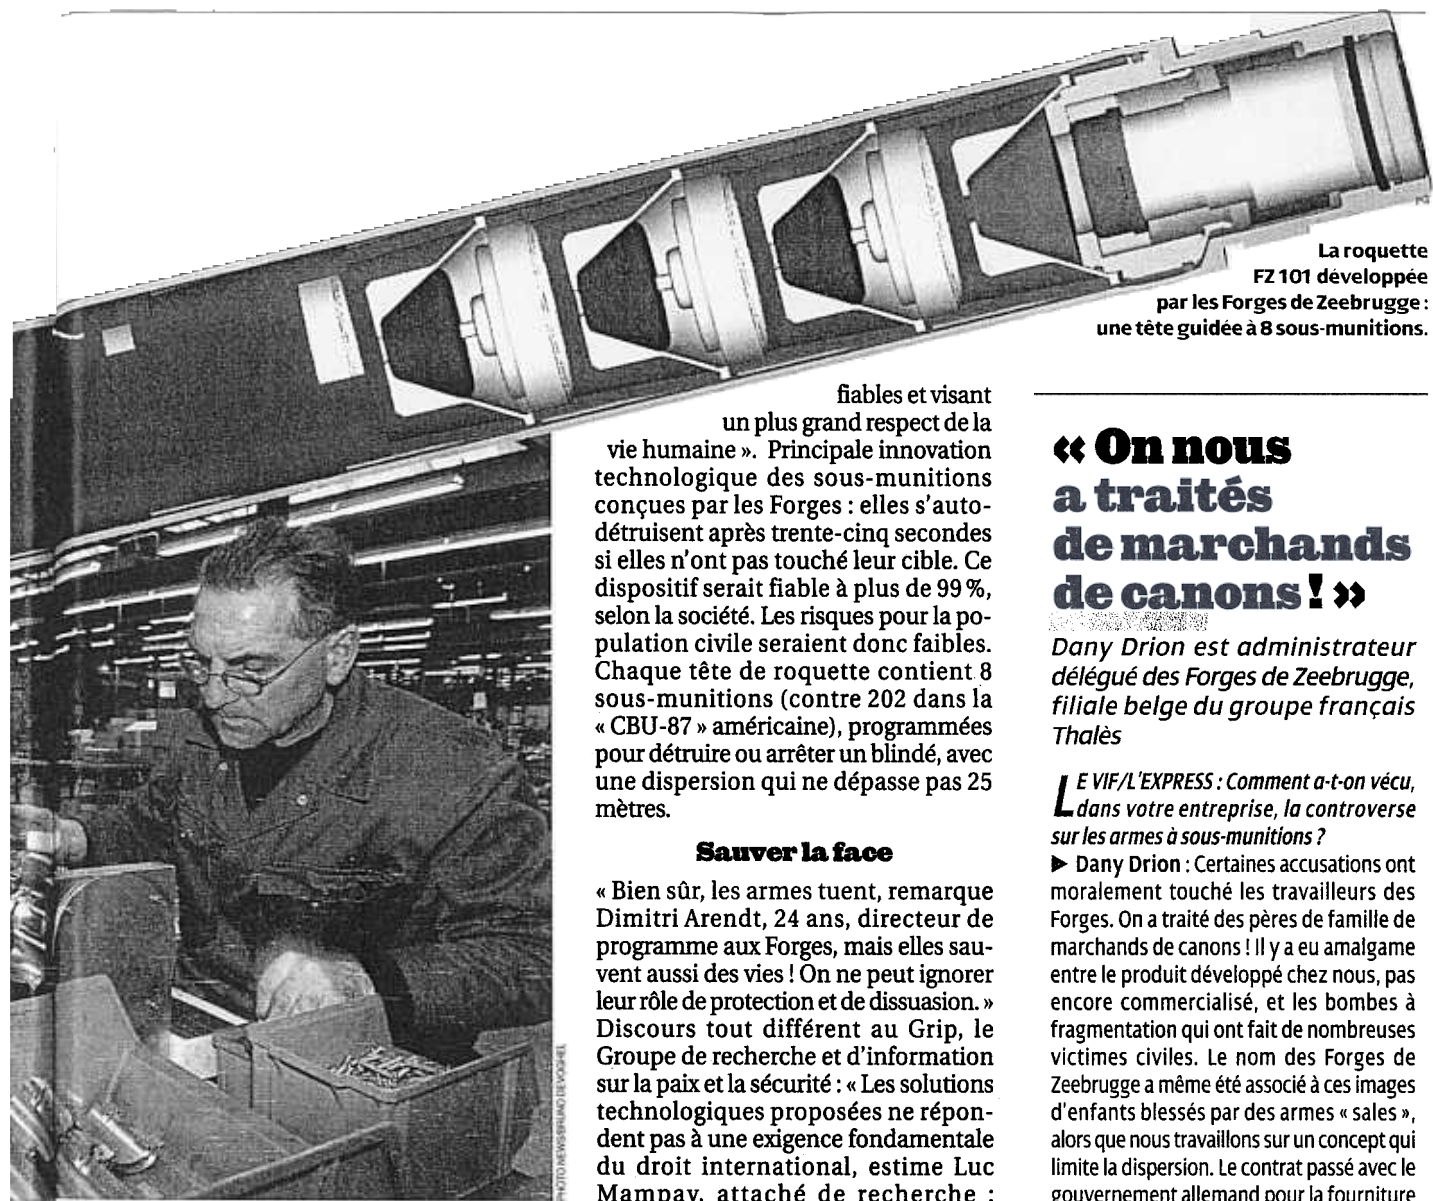 La roquette
FZ 101 développée
par les Forges de Zeebrugge :
une tête guidée à 8 sous-munitions.
fiables et visant
un plus grand respect de la
vie humaine ». Principale innovation
technologique des sous-munitions
conçues par les Forges : elles s'auto-
détruisent après trente-cinq secondes
si elles n'ont pas touché leur cible. Ce
dispositif serait fiable à plus de 99 %,
selon la société. Les risques pour la po-
pulation civile seraient donc faibles.
Chaque tête de roquette contient 8
sous-munitions (contre 202 dans la
« CBU-87 » américaine), programmées
pour détruire ou arrêter un blindé, avec
une dispersion qui ne dépasse pas 25
mètres.
Sauver la face
« Bien sûr, les armes tuent, remarque
Dimitri Arendt, 24 ans, directeur de
programme aux Forges, mais elles sau-
vent aussi des vies ! On ne peut ignorer
leur rôle de protection et de dissuasion. »
Discours tout différent au Grip, le
Groupe de recherche et d'information
sur la paix et la sécurité : « Les solutions
technologiques proposées ne répon-
dent pas à une exigence fondamentale
du droit international, estime Luc
Mampay, attaché de recherche :
PHOTO NEWS/BRUNO DEVOGHEL
« On nous
a traités
de marchands
de canons ! »
Dany Drion est administrateur
délégué des Forges de Zeebrugge,
filiale belge du groupe français
Thalès
LE VIF/L'EXPRESS : Comment a-t-on vécu,
dans votre entreprise, la controverse
sur les armes à sous-munitions ?
▶ Dany Drion : Certaines accusations ont
moralement touché les travailleurs des
Forges. On a traité des pères de famille de
marchands de canons ! Il y a eu amalgame
entre le produit développé chez nous, pas
encore commercialisé, et les bombes à
fragmentation qui ont fait de nombreuses
victimes civiles. Le nom des Forges de
Zeebrugge a même été associé à ces images
d'enfants blessés par des armes « sales »,
alors que nous travaillons sur un concept qui
limite la dispersion. Le contrat passé avec le
gouvernement allemand pour la fourniture